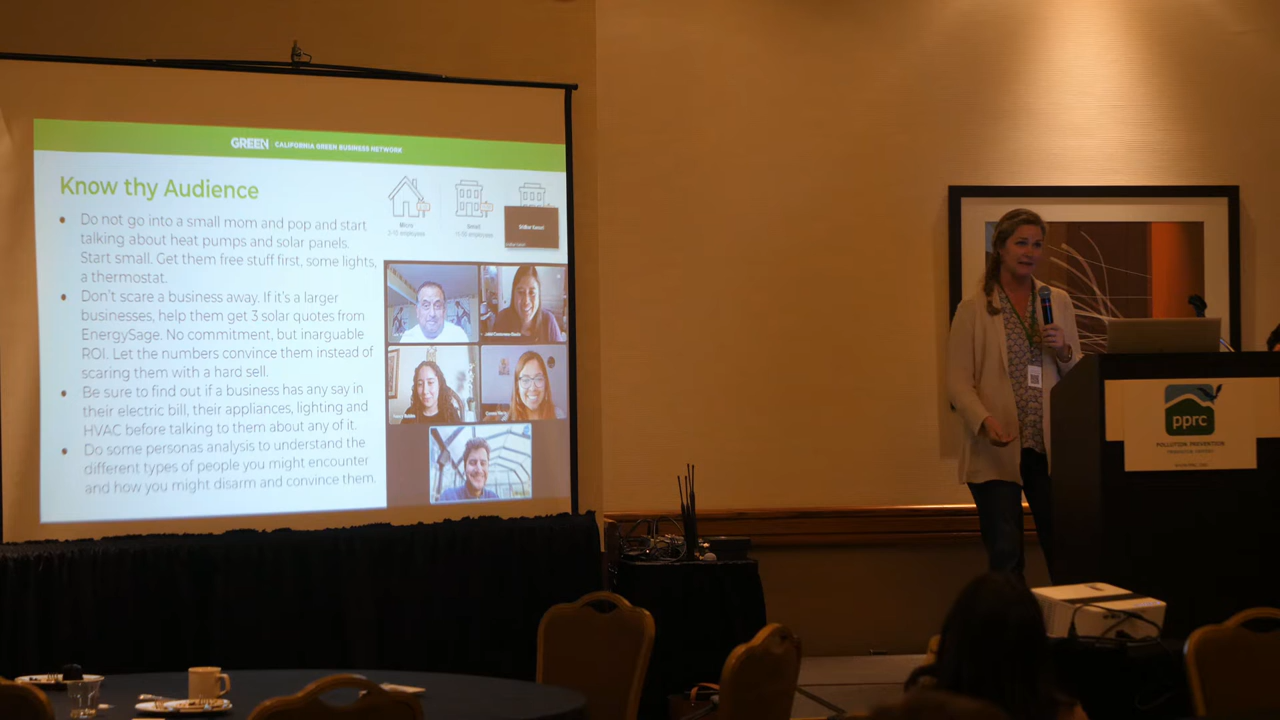 GREEN CALIFORNIA GREEN BUSINESS NETWORK
Know thy Audience
• Do not go into a small mom and pop and start
talking about heat pumps and solar panels.
Start small. Get them free stuff first, some lights,
a thermostat.
• Don't scare a business away. If it's a larger
businesses, help them get 3 solar quotes from
EnergySage. No commitment, but inarguable
ROI. Let the numbers convince them instead of
scaring them with a hard sell.
• Be sure to find out if a business has any say in
their electric bill, their appliances, lighting and
HVAC before talking to them about any of it.
• Do some personas analysis to understand the
different types of people you might encounter
and how you might disarm and convince them.
Micro
employees
Small
employees
pprc
POLLUTION PREVENTION